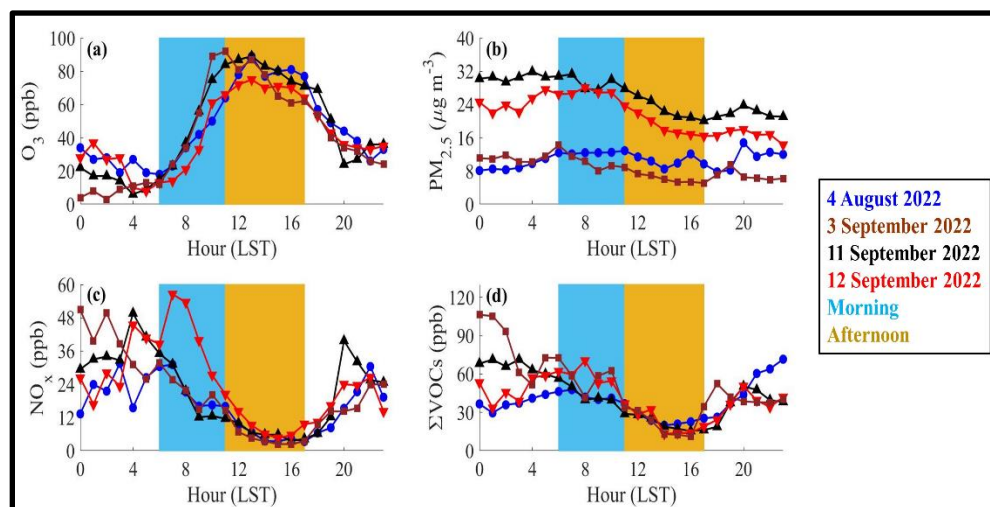 (a)
O3 (ppb)
100
80
60
40
20
0
0 4 8 12 16 20
Hour (LST)
(b)
PM2.5 (μg m−3)
40
32
24
16
8
0
0 4 8 12 16 20
Hour (LST)
(c)
NOx (ppb)
60
48
36
24
12
0
0 4 8 12 16 20
Hour (LST)
(d)
ΣVOCs (ppb)
120
90
60
30
0
0 4 8 12 16 20
Hour (LST)
4 August 2022
3 September 2022
11 September 2022
12 September 2022
Morning
Afternoon